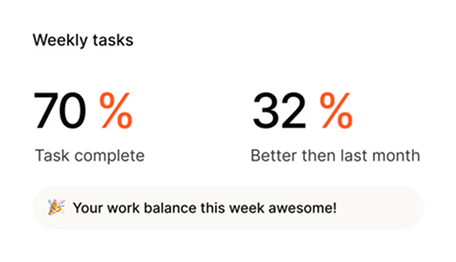 Weekly tasks
70 % 32 %
Task complete Better then last month
🎉 Your work balance this week awesome!